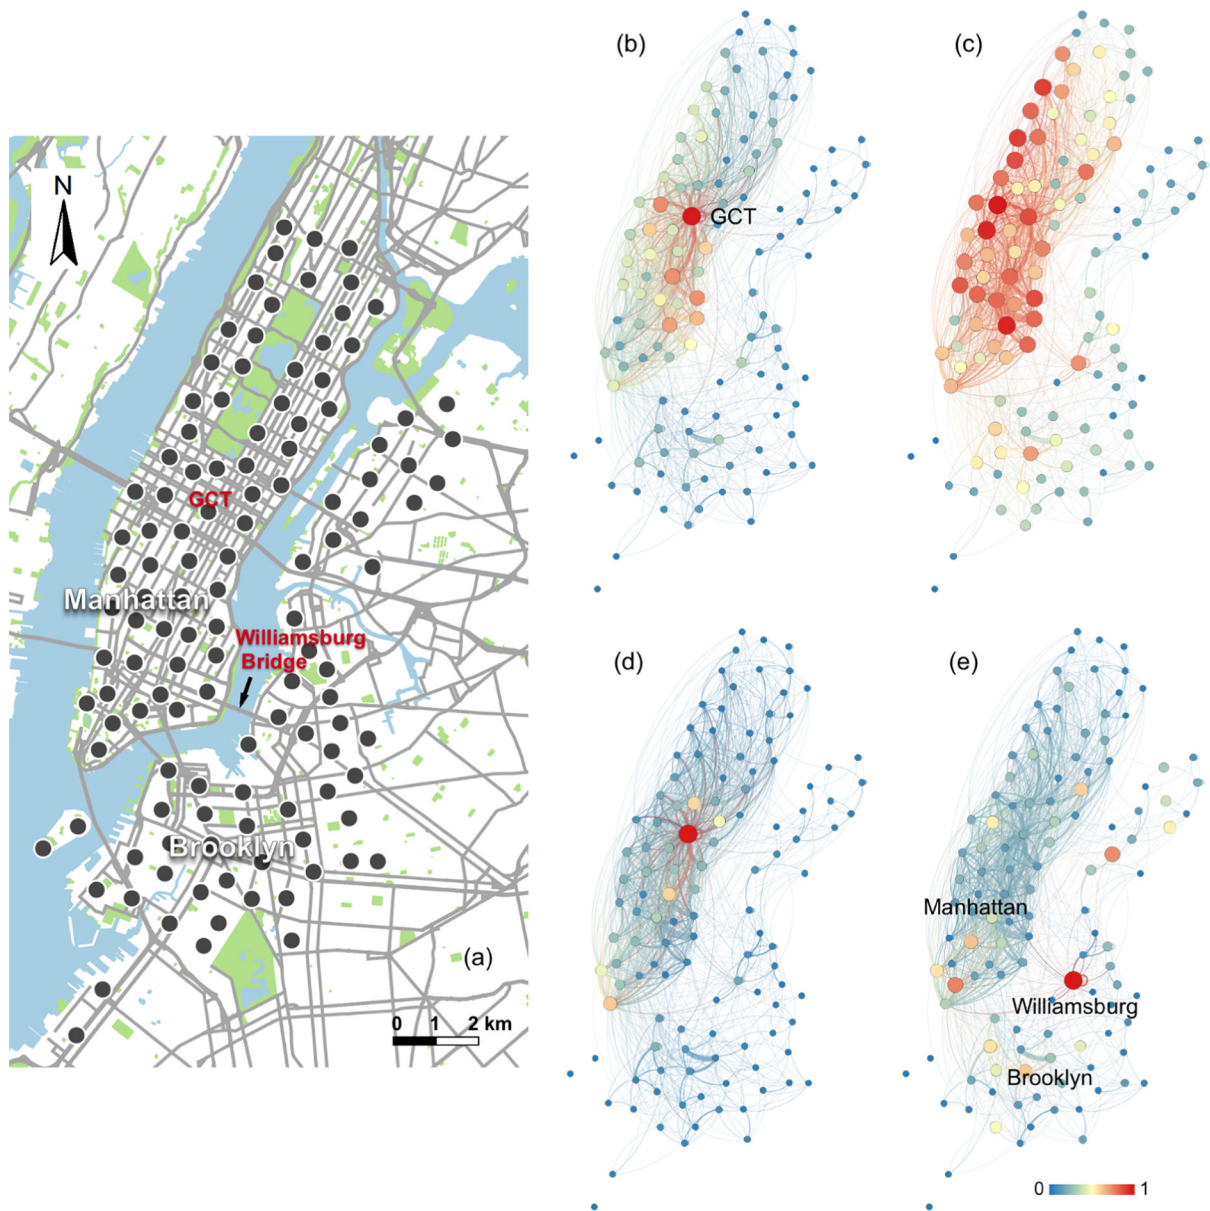 N
GCT
Manhattan
Williamsburg
Bridge
Brooklyn
(a)
0 1 2 km
(b)
GCT
(c)
(d)
(e)
Manhattan
Williamsburg
Brooklyn
0 1